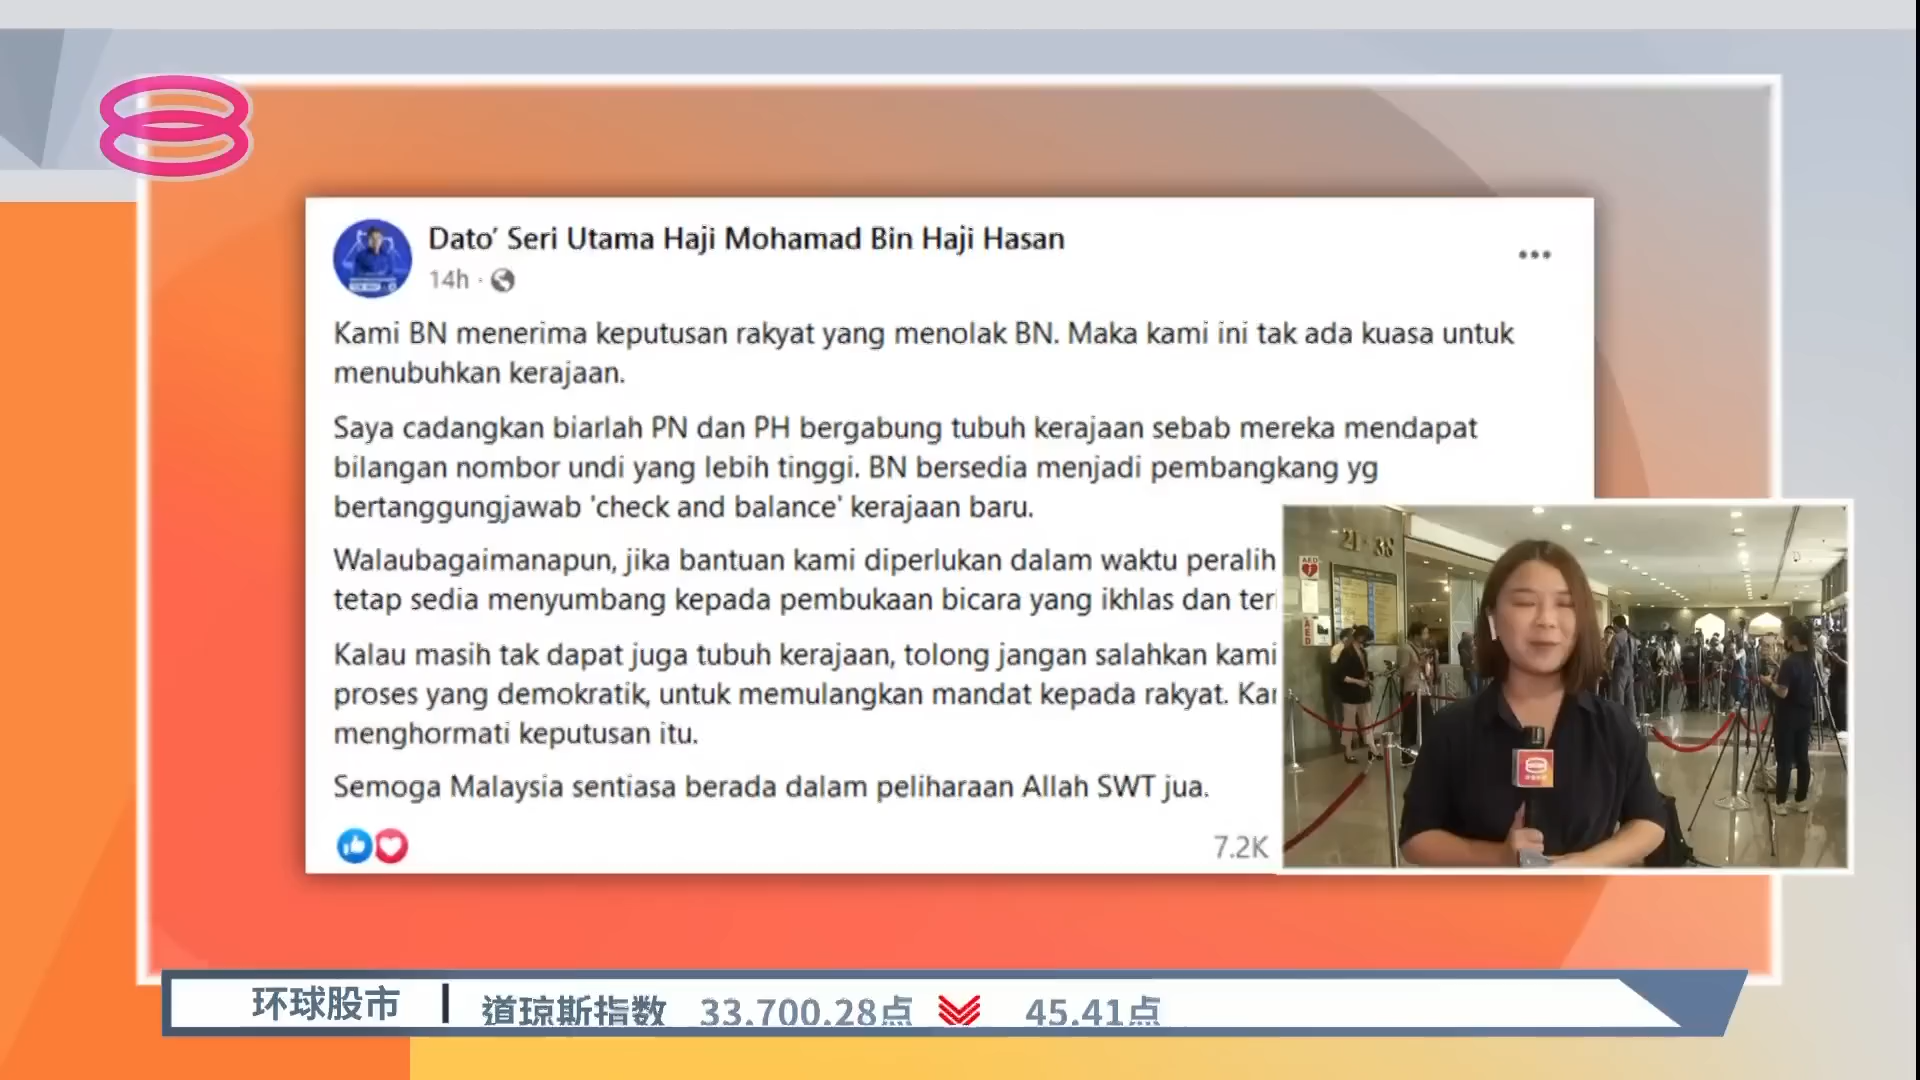 Dato’ Seri Utama Haji Mohamad Bin Haji Hasan
14h ·
Kami BN menerima keputusan rakyat yang menolak BN. Maka kami ini tak ada kuasa untuk
menubuhkan kerajaan.
Saya cadangkan biarlah PN dan PH bergabung tubuh kerajaan sebab mereka mendapat
bilangan nombor undi yang lebih tinggi. BN bersedia menjadi pembangkang yg
bertanggungjawab 'check and balance' kerajaan baru.
Walaubagaimanapun, jika bantuan kami diperlukan dalam waktu peralih
tetap sedia menyumbang kepada pembukaan bicara yang ikhlas dan
Kalau masih tak dapat juga tubuh kerajaan, tolong jangan salahkan kami
proses yang demokratik, untuk memulangkan mandat kepada rakyat.
menghormati keputusan itu.
Semoga Malaysia sentiasa berada dalam peliharaan Allah SWT jua.
7.2K
21 - 38
AED
AED
环球股市
道琼斯指数 33,700.28点 45.41点